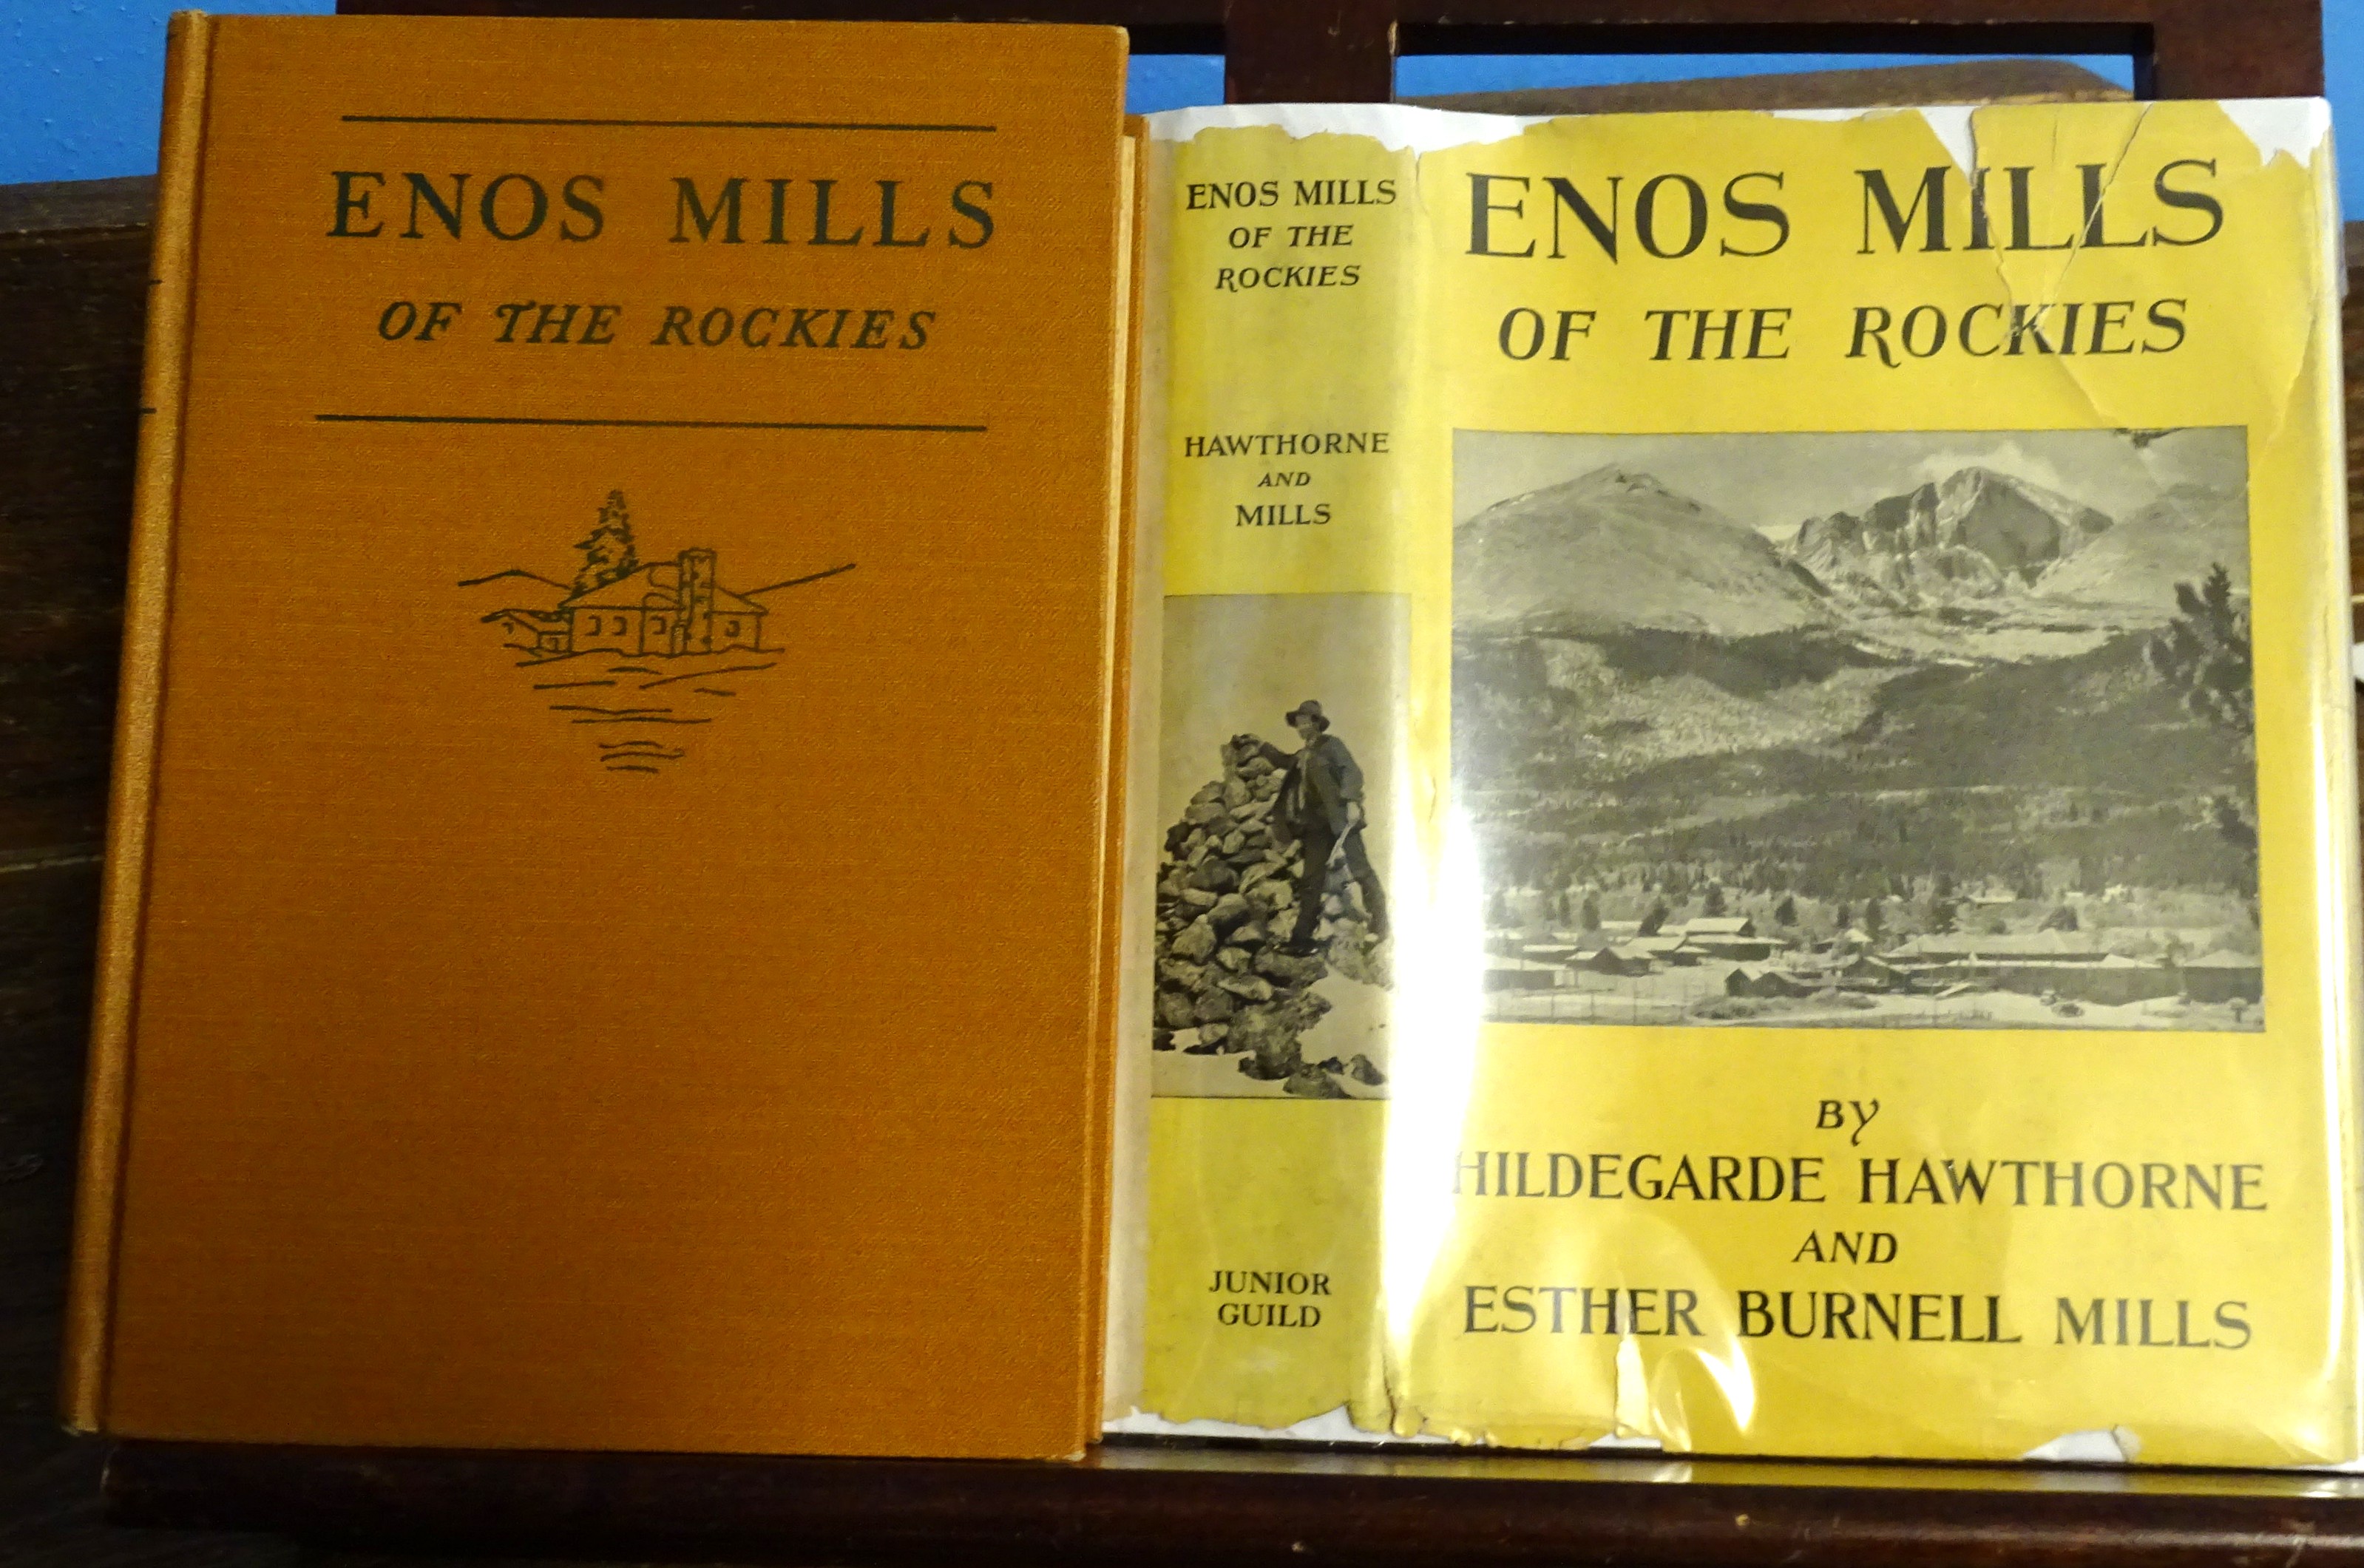 ENOS MILLS
OF THE ROCKIES
ENOS MILLS
OF THE
ROCKIES
HAWTHORNE
AND
MILLS
JUNIOR
GUILD
ENOS MILLS
OF THE ROCKIES
BY
HILDEGARDE HAWTHORNE
AND
ESTHER BURNELL MILLS